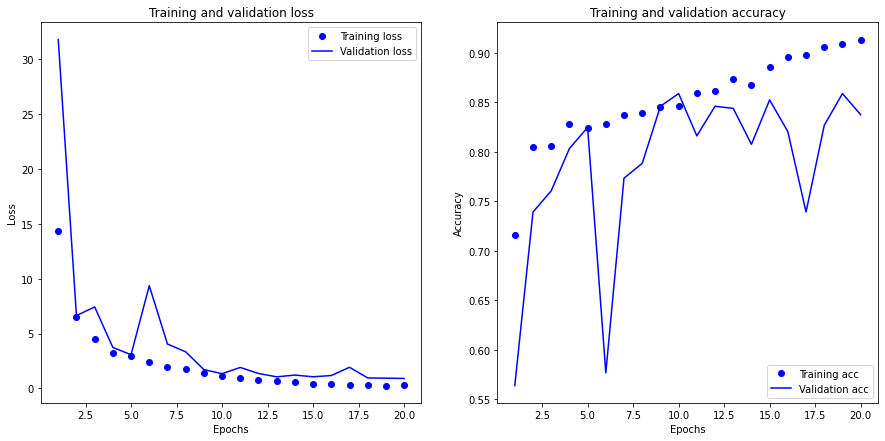 Training and validation loss
Training loss
Validation loss
30
25
20
15
10
5
0
Loss
2.5 5.0 7.5 10.0 12.5 15.0 17.5 20.0
Epochs
Training and validation accuracy
0.90
0.85
0.80
0.75
0.70
0.65
0.60
0.55
Accuracy
Training acc
Validation acc
2.5 5.0 7.5 10.0 12.5 15.0 17.5 20.0
Epochs